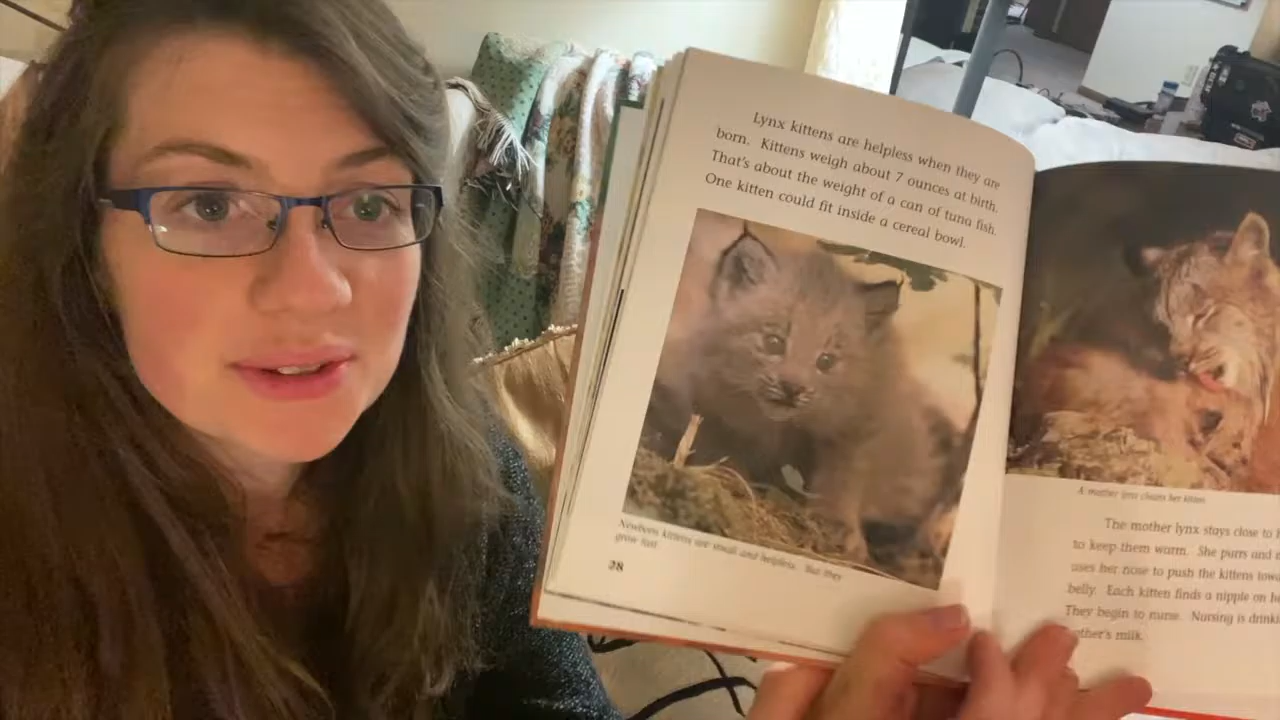 Lynx kittens are helpless when they are
born. Kittens weigh about 7 ounces at birth.
That's about the weight of a can of tuna fish.
One kitten could fit inside a cereal bowl.
Newborn kittens are small and helpless. But they
grow fast.
28
A mother lynx cleans her kitten.
The mother lynx stays close to
to keep them warm. She purrs and
uses her nose to push the kittens
belly. Each kitten finds a nipple on
They begin to nurse. Nursing is
milk.